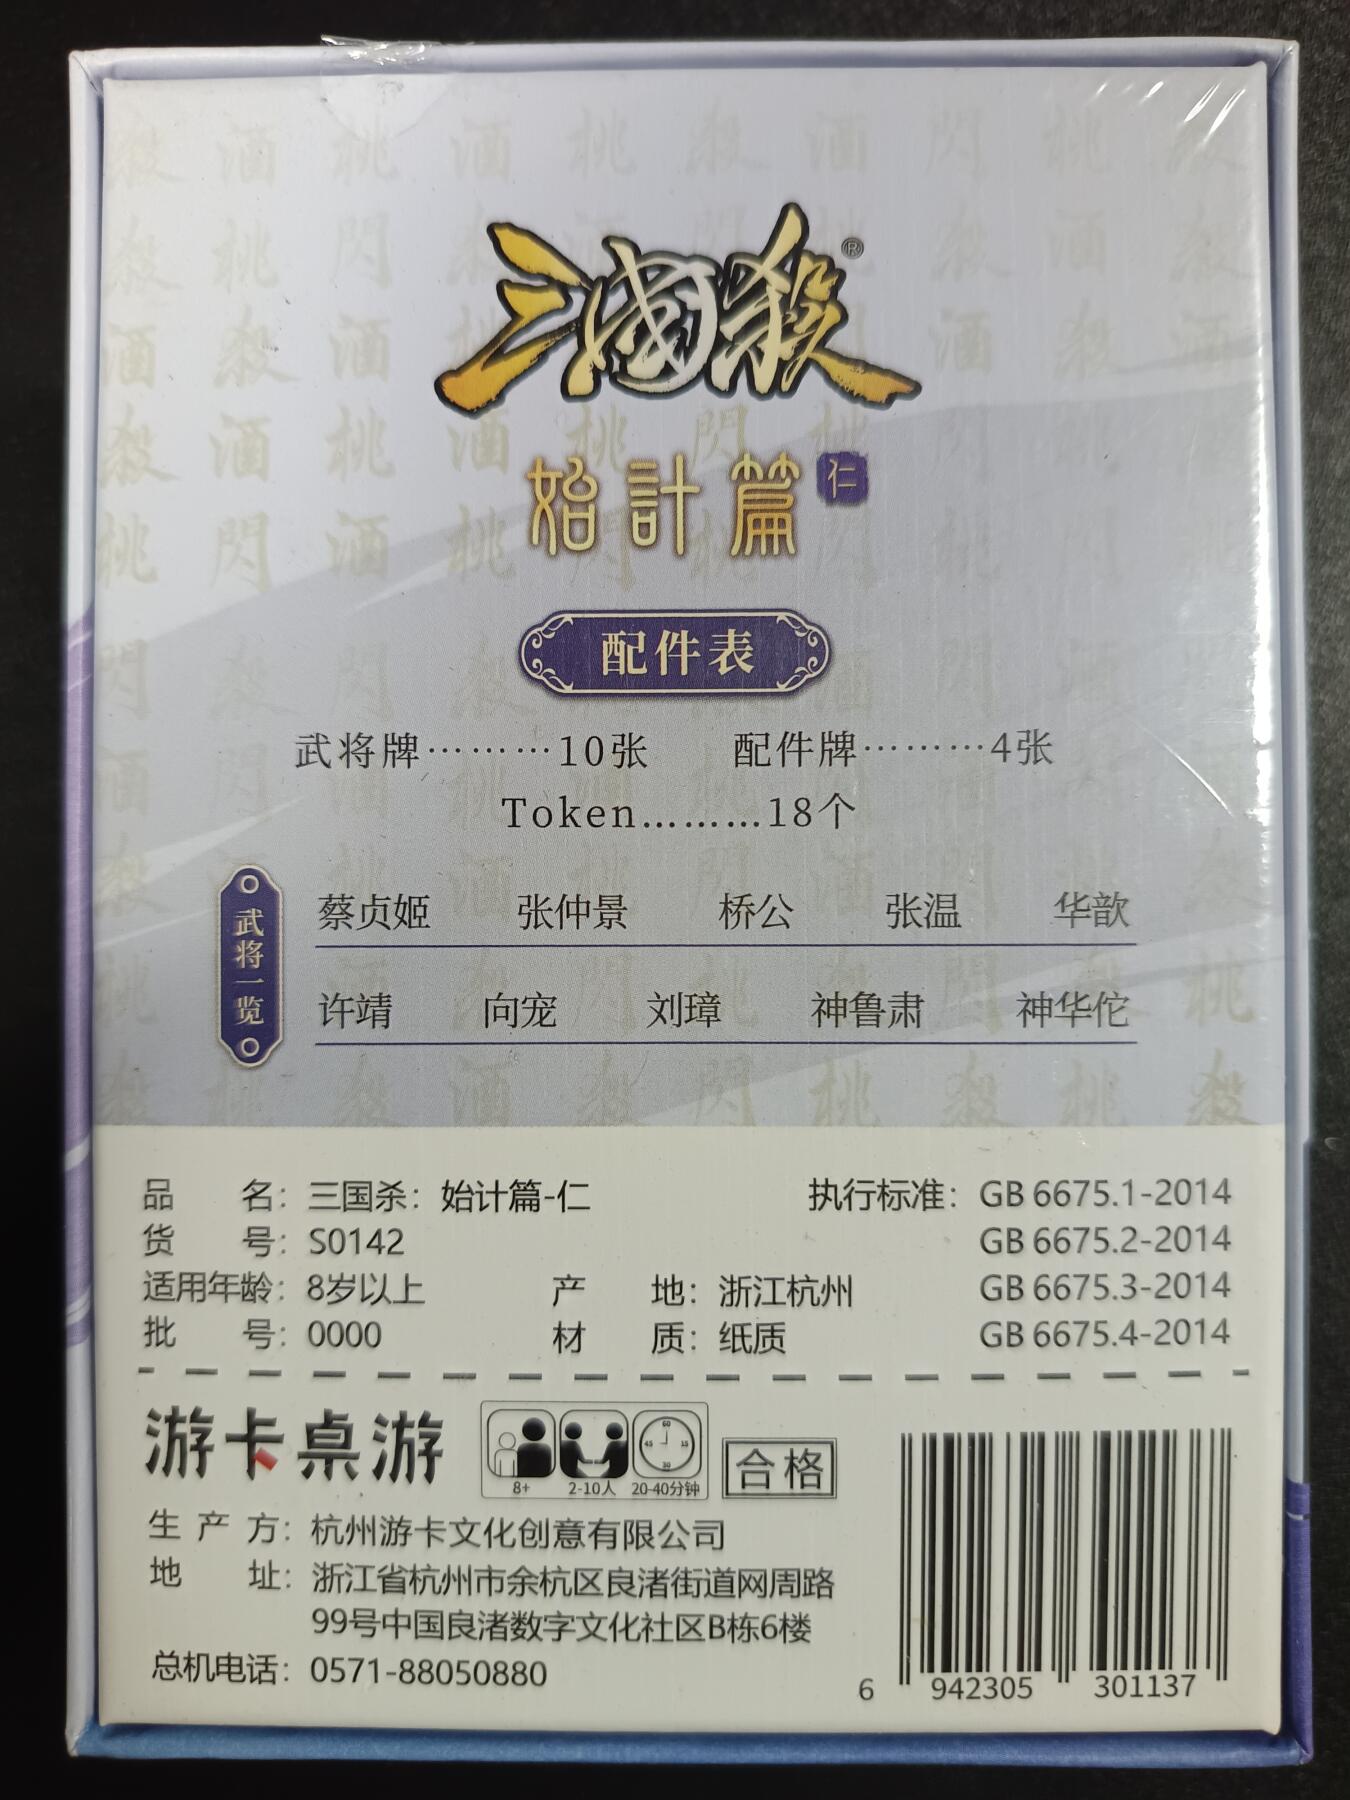 三國殺®
始計篇 仁
配件表
武将牌………10张 配件牌………4张
Token………18个
武将一览
蔡贞姬 张仲景 桥公 张温 华歆
许靖 向宠 刘璋 神鲁肃 神华佗
品名：三国杀：始计篇-仁 执行标准：GB 6675.1-2014
货号：S0142 GB 6675.2-2014
适用年龄：8岁以上 产地：浙江杭州 GB 6675.3-2014
批号：0000 材质：纸质 GB 6675.4-2014
游卡桌游
8+ 2-10人 20-40分钟
60 15 30 45
合格
生产方：杭州游卡文化创意有限公司
地址：浙江省杭州市余杭区良渚街道网周路
99号中国良渚数字文化社区B栋6楼
总机电话：0571-88050880
6 942305 301137